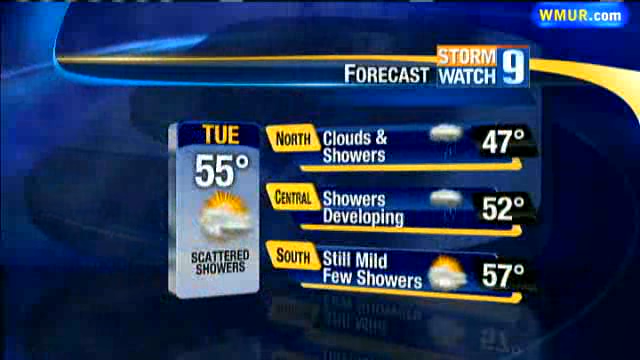 WMUR.com
FORECAST STORM WATCH 9
TUE
55°
SCATTERED
SHOWERS
NORTH
Clouds &
Showers
47°
CENTRAL
Showers
Developing
52°
SOUTH
Still Mild
Few Showers
57°